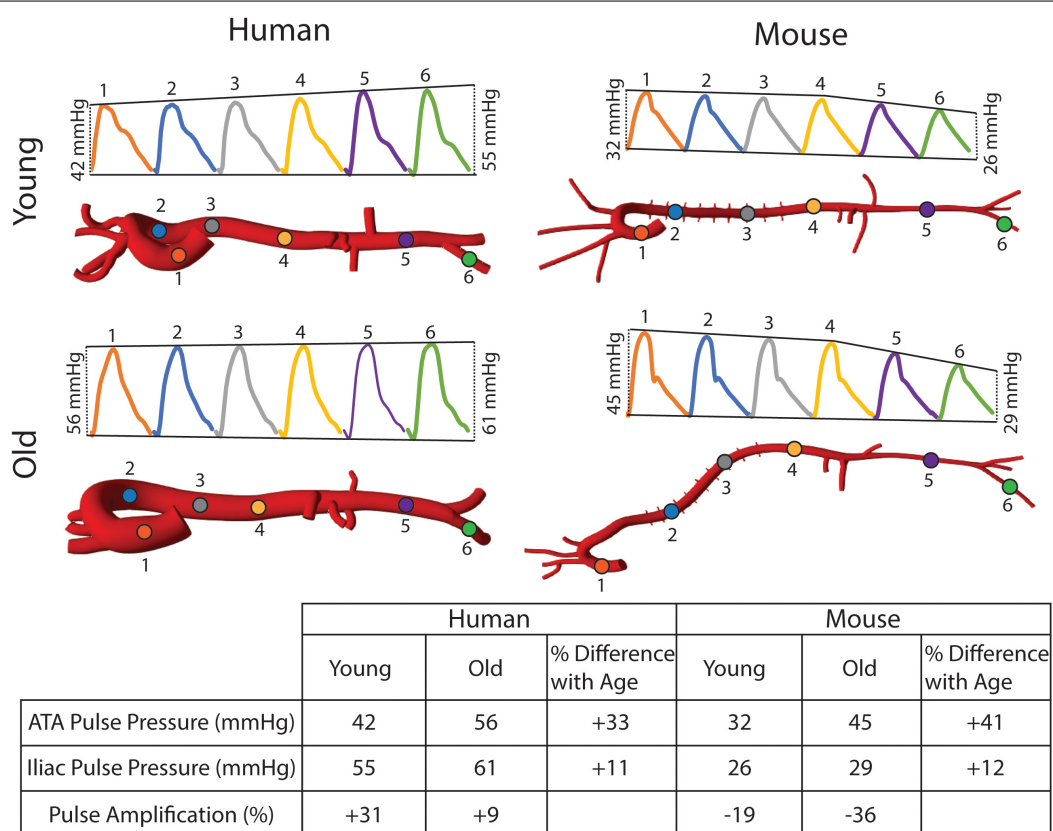 Human
Mouse
Young
42 mmHg
1 2 3 4 5 6
55 mmHg
32 mmHg
1 2 3 4 5 6
26 mmHg
1 2 3 4 5 6
1 2 3 4 5 6
Old
56 mmHg
1 2 3 4 5 6
61 mmHg
45 mmHg
1 2 3 4 5 6
29 mmHg
1 2 3 4 5 6
1 2 3 4 5 6
Human Mouse
Young Old % Difference with Age Young Old % Difference with Age
ATA Pulse Pressure (mmHg) 42 56 +33 32 45 +41
Iliac Pulse Pressure (mmHg) 55 61 +11 26 29 +12
Pulse Amplification (%) +31 +9 -19 -36